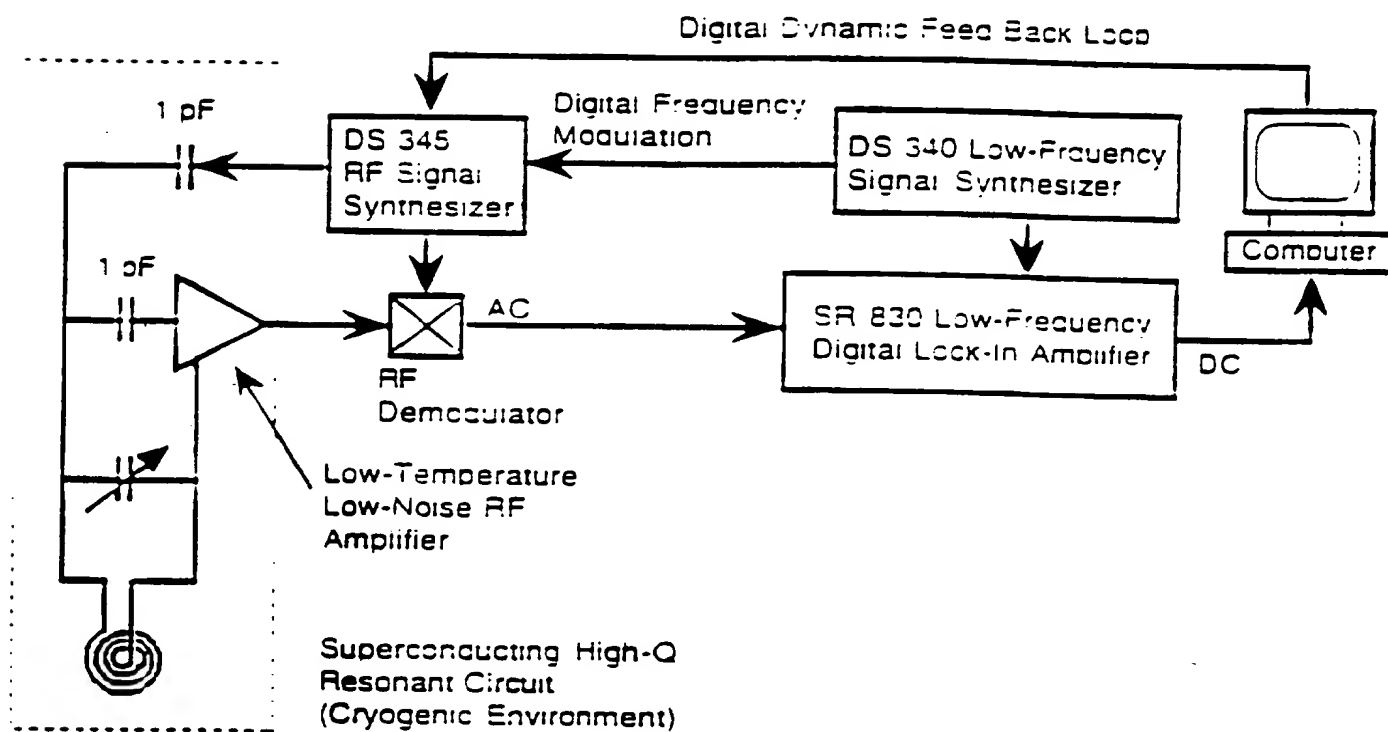 Digital Dynamic Feed Back Loop
1 pF
DS 345
RF Signal
Synthesizer
Digital Frequency
Modulation
DS 340 Low-Frquency
Signal Synthesizer
Computer
1 pF
AC
RF
Demodulator
SR 830 Low-Frequency
Digital Lock-In Amplifier
DC
Low-Temperature
Low-Noise RF
Amplifier
Superconducting High-Q
Resonant Circuit
(Cryogenic Environment)